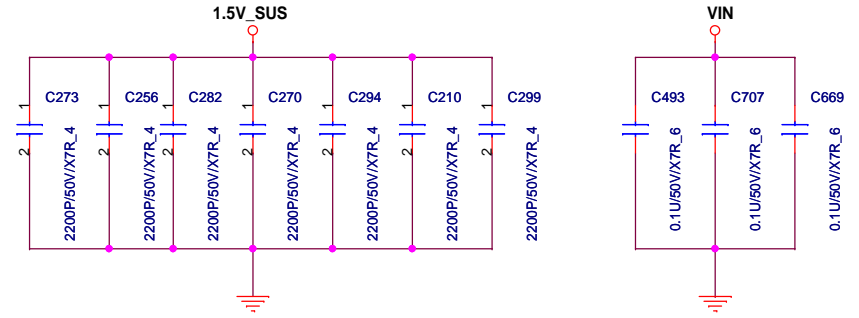 1.5V_SUS
VIN
C273
C256
C282
C270
C294
C210
C299
C493
C707
C669
1
1
1
1
1
1
1
2
2
2
2
2
2
2
2200P/50V/X7R_4
2200P/50V/X7R_4
2200P/50V/X7R_4
2200P/50V/X7R_4
2200P/50V/X7R_4
2200P/50V/X7R_4
2200P/50V/X7R_4
0.1U/50V/X7R_6
0.1U/50V/X7R_6
0.1U/50V/X7R_6